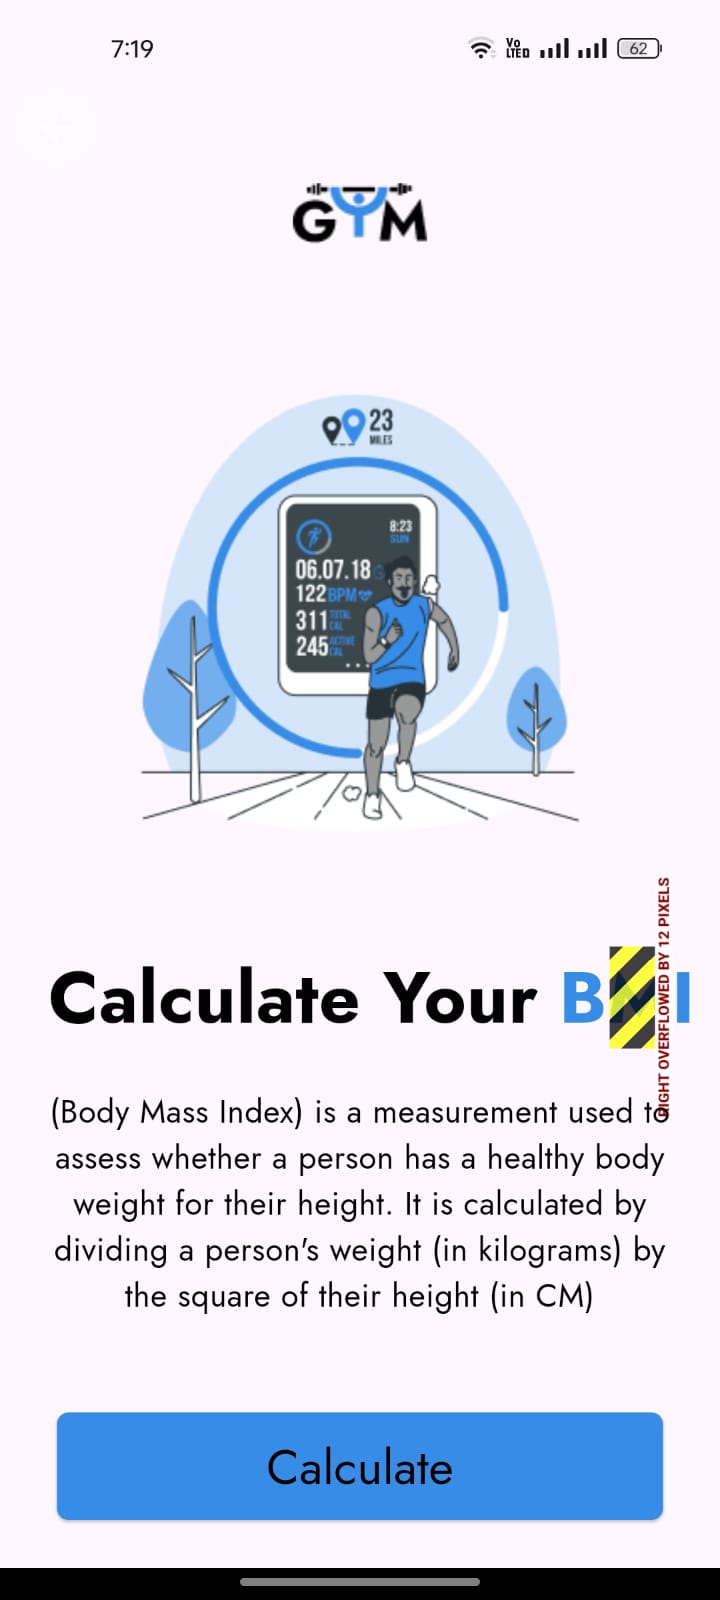 7:19
Vo
LTED
62
GYM
23
MILES
8:23
SUN
06.07.18
122 BPM
311 TOTAL CAL
245 ACTIVE CAL
Calculate Your BMI
RIGHT OVERFLOWED BY 12 PIXELS
(Body Mass Index) is a measurement used to
assess whether a person has a healthy body
weight for their height. It is calculated by
dividing a person's weight (in kilograms) by
the square of their height (in CM)
Calculate